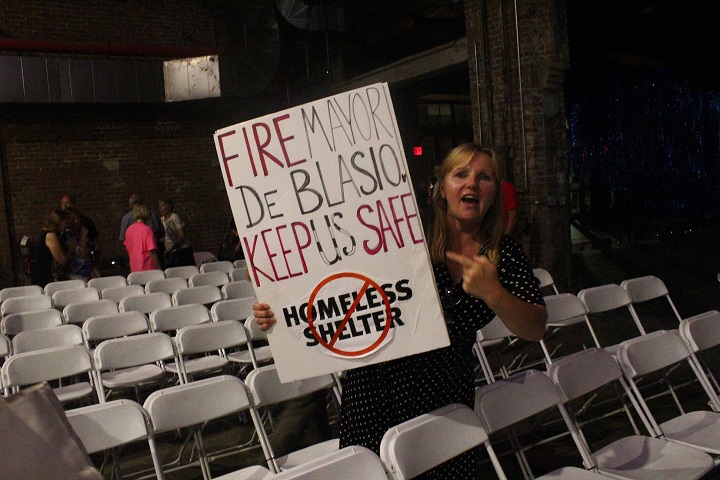 FIRE MAYOR
DE BLASIO!
KEEP US SAFE
HOMELESS
SHELTER